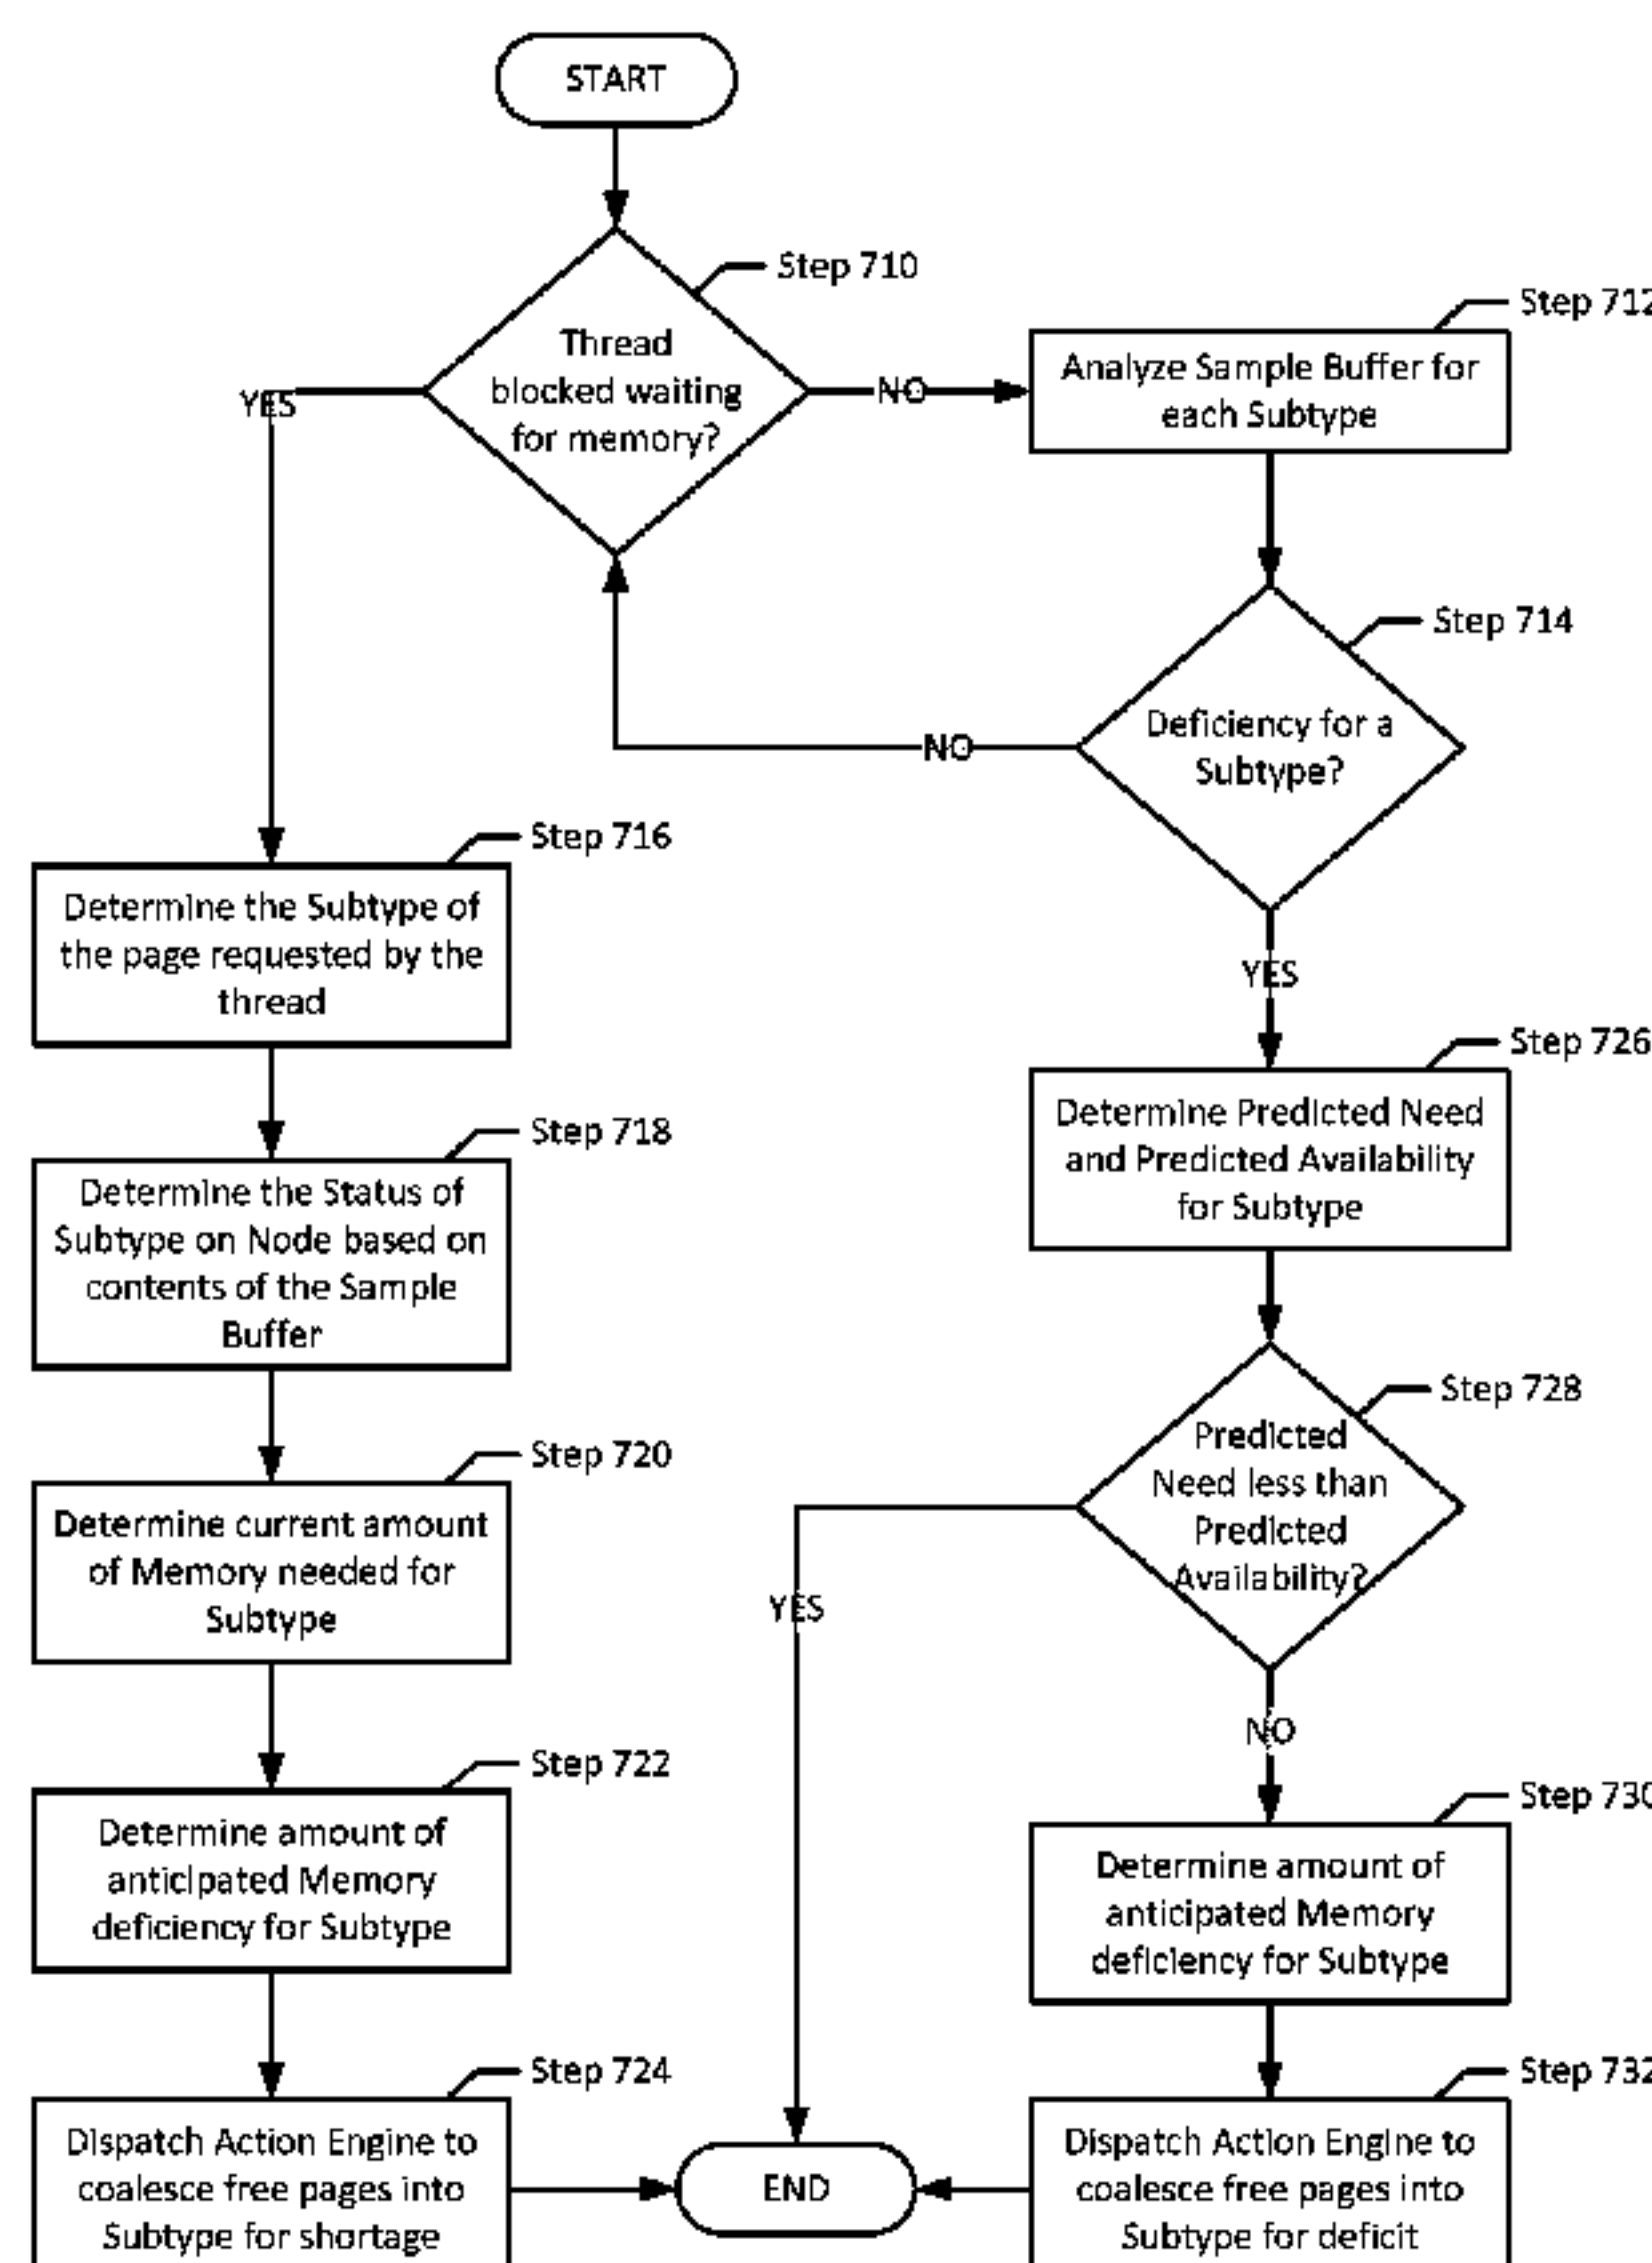 START
Step 710
Thread
blocked waiting
for memory?
YES
NO
Step 712
Analyze Sample Buffer for
each Subtype
Step 714
Deficiency for a
Subtype?
NO
YES
Step 716
Determine the Subtype of
the page requested by the
thread
Step 718
Determine the Status of
Subtype on Node based on
contents of the Sample
Buffer
Step 720
Determine current amount
of Memory needed for
Subtype
Step 722
Determine amount of
anticipated Memory
deficiency for Subtype
Step 724
Dispatch Action Engine to
coalesce free pages into
Subtype for shortage
Step 726
Determine Predicted Need
and Predicted Availability
for Subtype
Step 728
Predicted
Need less than
Predicted
Availability?
YES
NO
Step 730
Determine amount of
anticipated Memory
deficiency for Subtype
Step 732
Dispatch Action Engine to
coalesce free pages into
Subtype for deficit
END